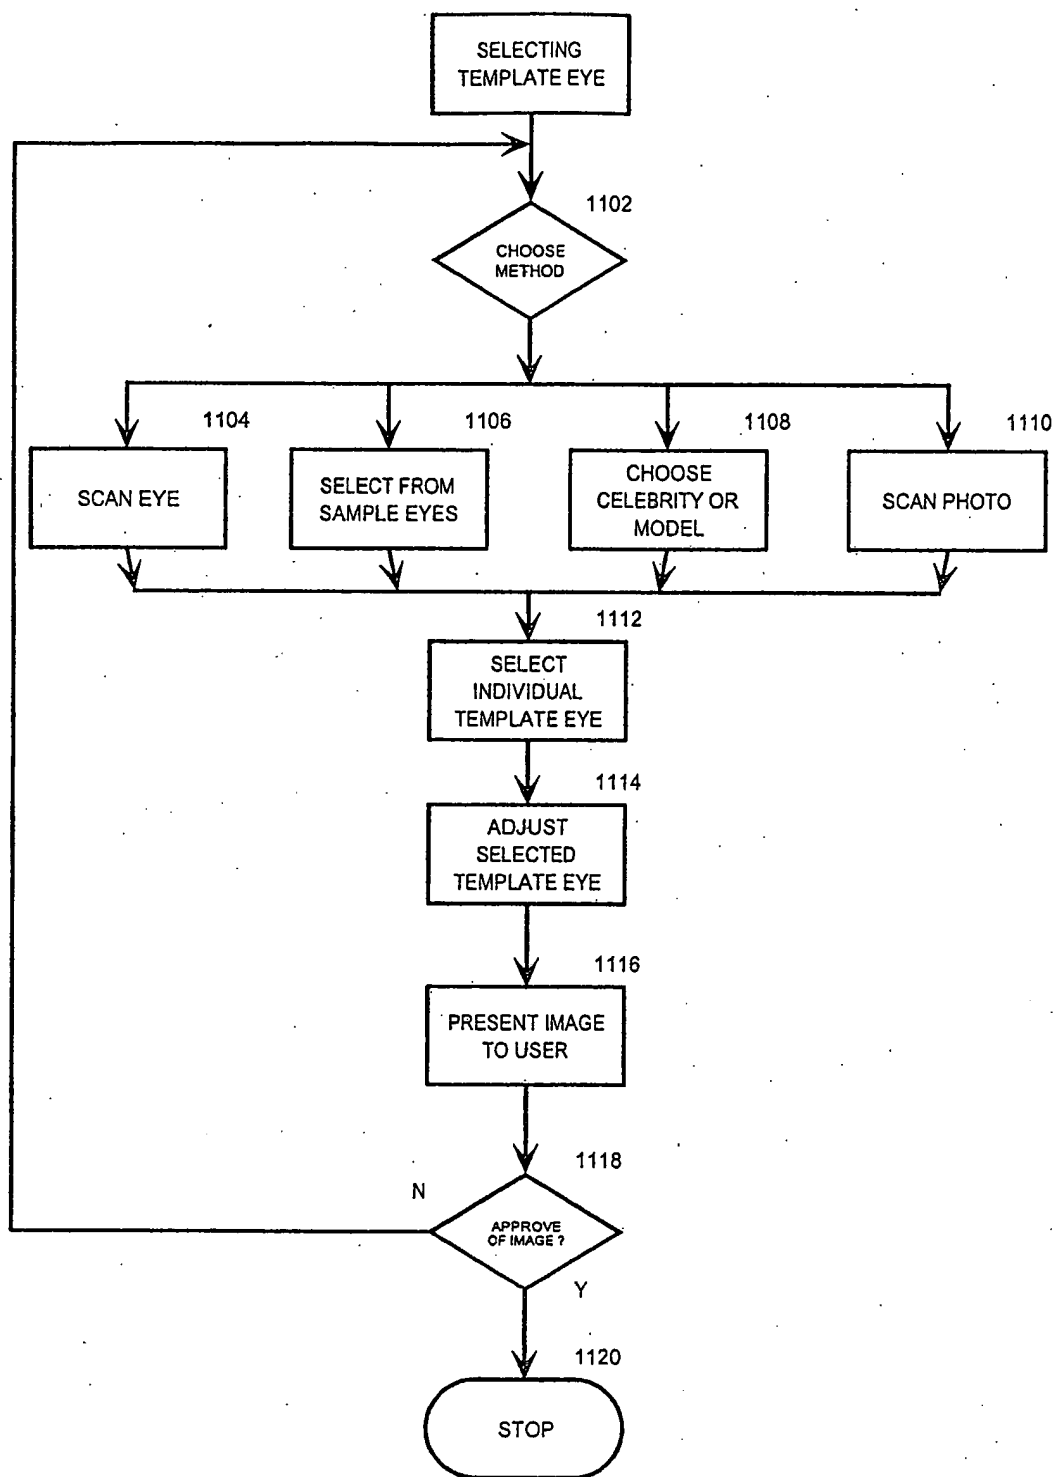 SELECTING
TEMPLATE EYE
1102
CHOOSE
METHOD
1104
1106
1108
1110
SCAN EYE
SELECT FROM
SAMPLE EYES
CHOOSE
CELEBRITY OR
MODEL
SCAN PHOTO
1112
SELECT
INDIVIDUAL
TEMPLATE EYE
1114
ADJUST
SELECTED
TEMPLATE EYE
1116
PRESENT IMAGE
TO USER
1118
N
APPROVE
OF IMAGE ?
Y
1120
STOP